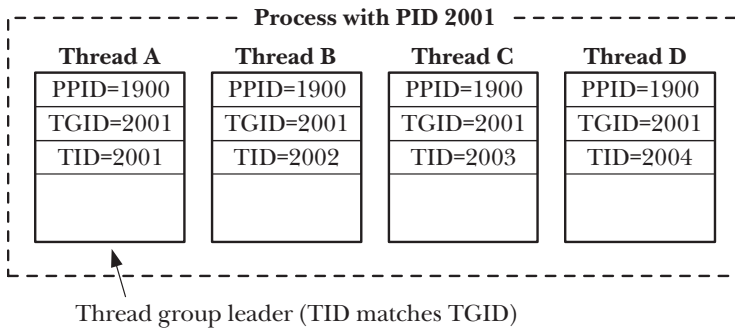 Process with PID 2001
Thread A Thread B Thread C Thread D
PPID=1900 PPID=1900 PPID=1900 PPID=1900
TGID=2001 TGID=2001 TGID=2001 TGID=2001
TID=2001 TID=2002 TID=2003 TID=2004
Thread group leader (TID matches TGID)